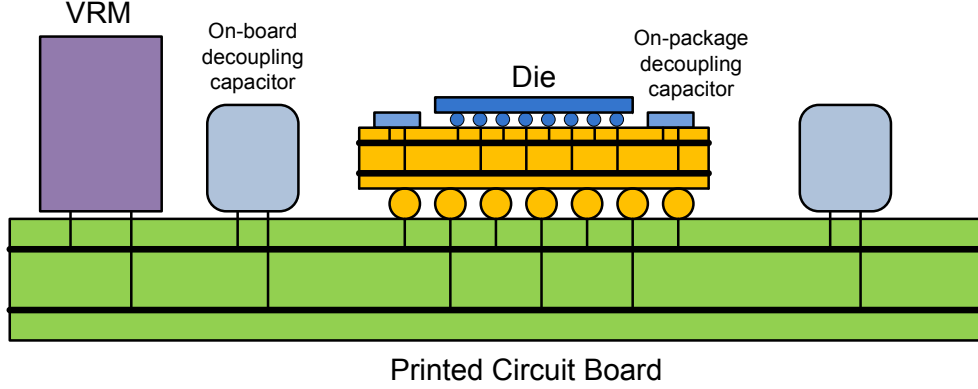 VRM
On-board
decoupling
capacitor
Die
On-package
decoupling
capacitor
Printed Circuit Board